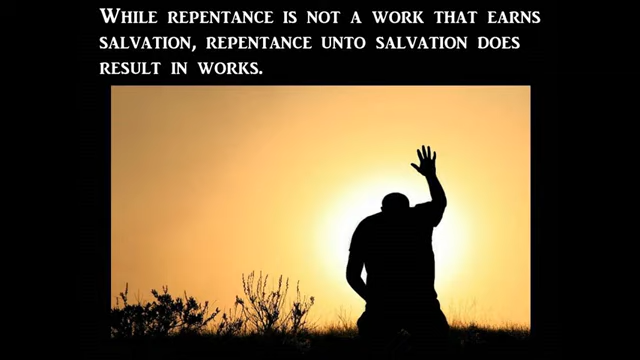 While repentance is not a work that earns
salvation, repentance unto salvation does
result in works.